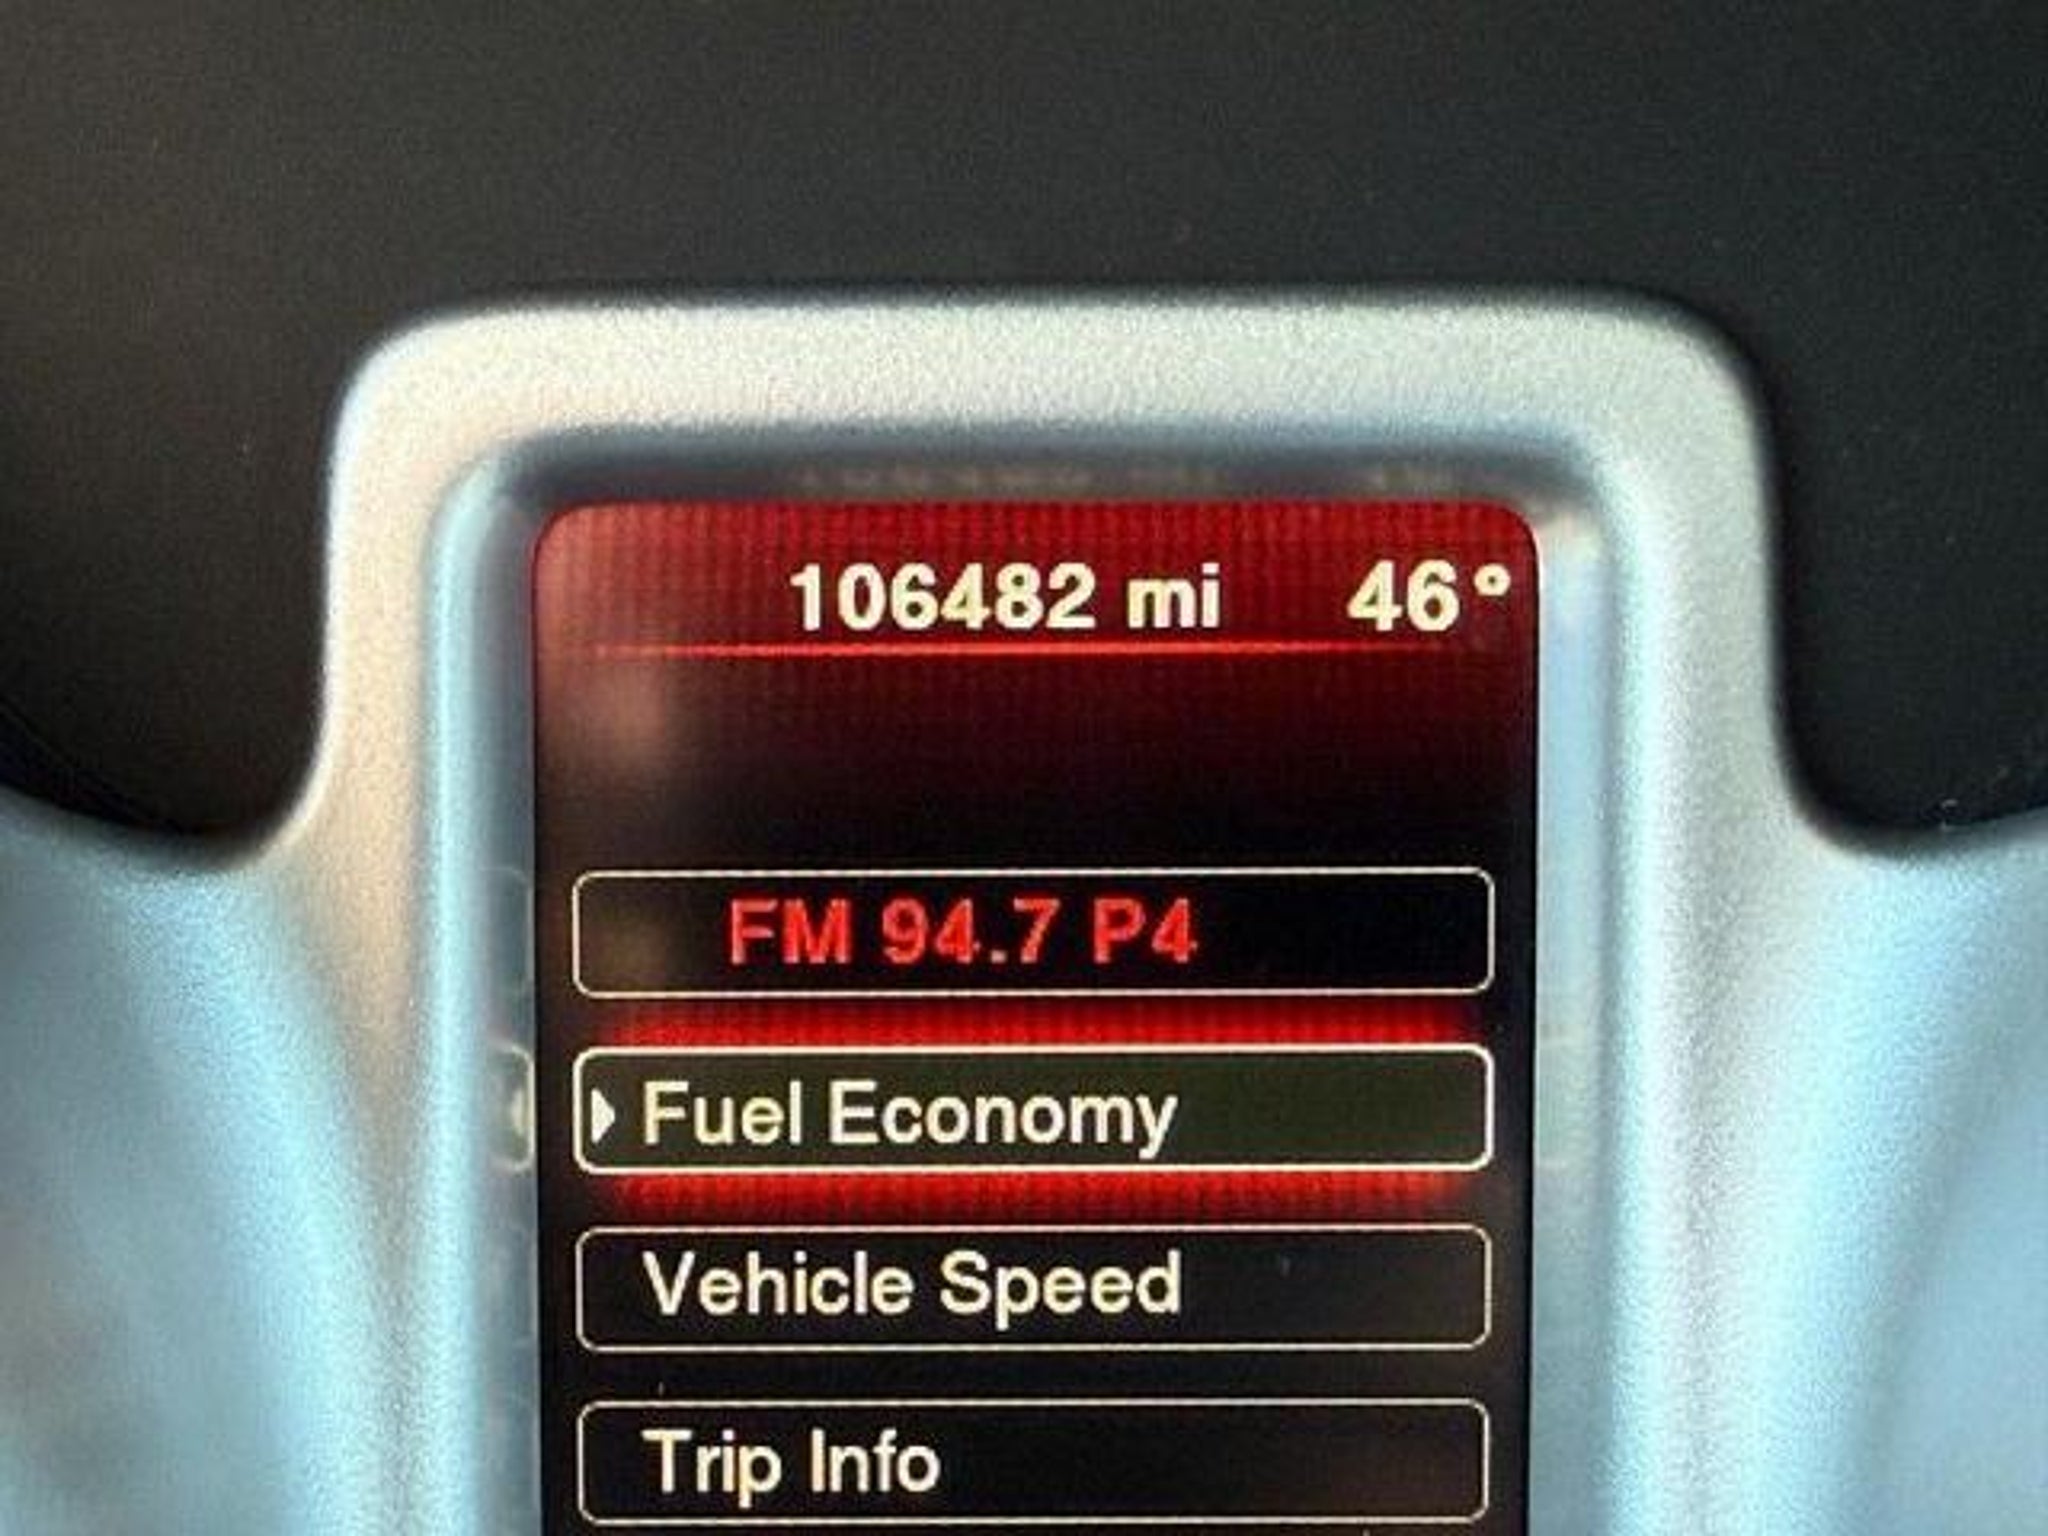 106482 mi 46°
FM 94.7 P4
Fuel Economy
Vehicle Speed
Trip Info